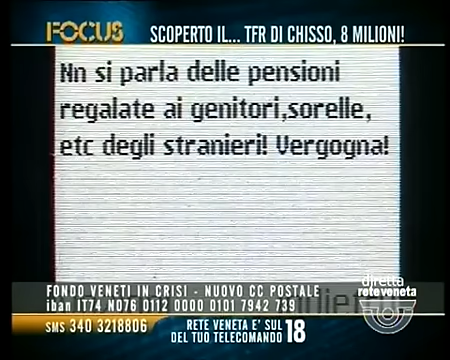 FOCUS
SCOPERTO IL... TFR DI CHISSO, 8 MILIONI!
Nn si parla delle pensioni
regalate ai genitori,sorelle,
etc degli stranieri! Vergogna!
FONDO VENETI IN CRISI - NUOVO CC POSTALE
iban IT74 N076 0112 0000 0101 7942 739
diretta
reteveneta
SMS 340 3218806
RETE VENETA E' SUL
DEL TUO TELECOMANDO 18